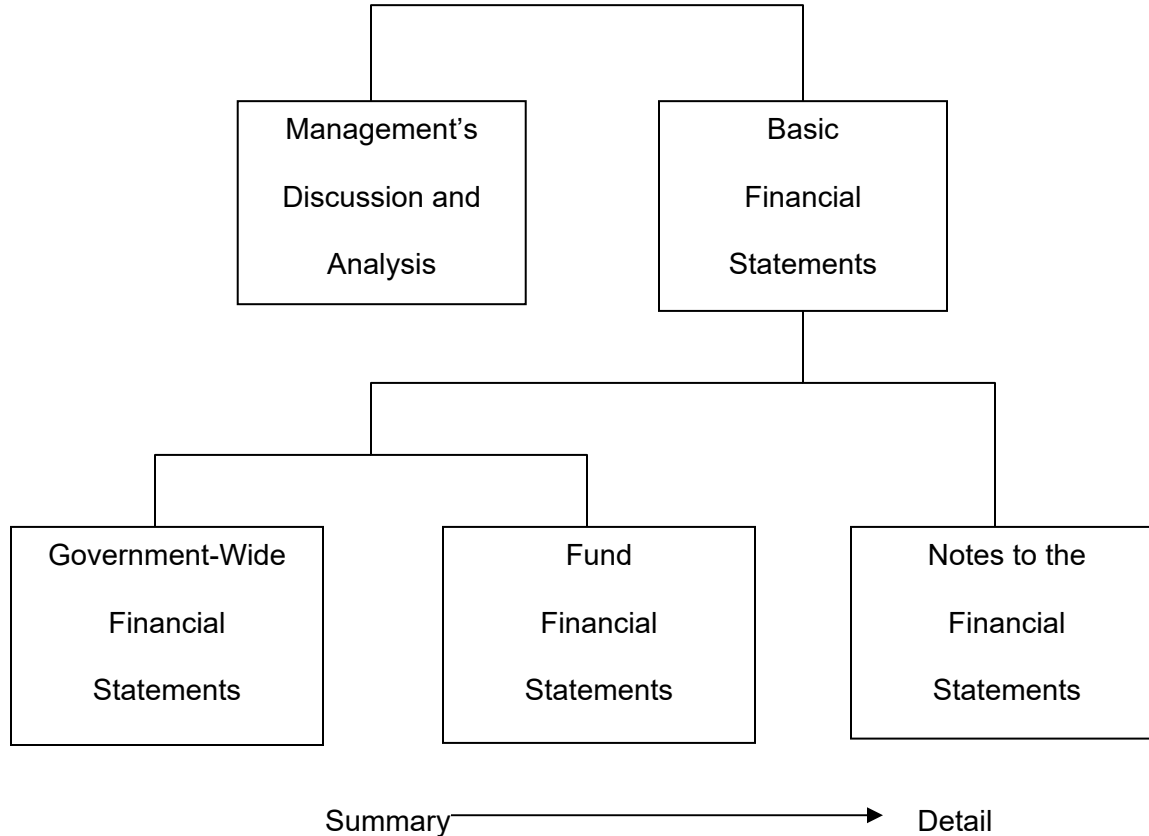 Management’s
Discussion and
Analysis
Basic
Financial
Statements
Government-Wide
Financial
Statements
Fund
Financial
Statements
Notes to the
Financial
Statements
Summary
Detail